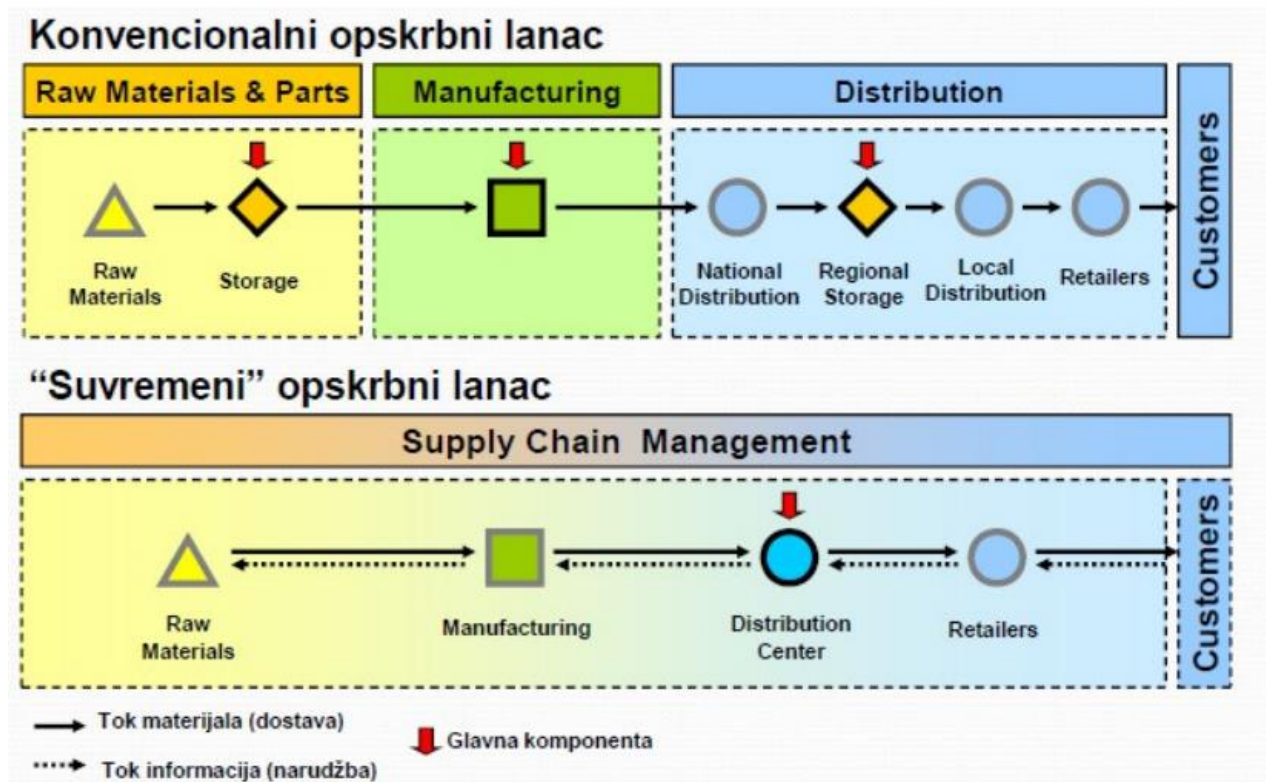 Konvencionalni opskrbni lanac
Raw Materials & Parts
Manufacturing
Distribution
Customers
Raw
Materials
Storage
National
Distribution
Regional
Storage
Local
Distribution
Retailers
“Suvremeni” opskrbni lanac
Supply Chain Management
Raw
Materials
Manufacturing
Distribution
Center
Retailers
Customers
Tok materijala (dostava)
Glavna komponenta
Tok informacija (narudžba)